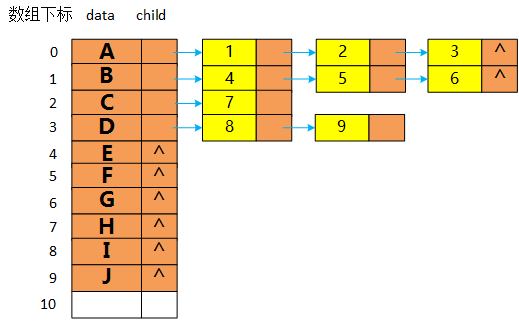 数组下标 data child
0 A 1 2 3 ^
1 B 4 5 6 ^
2 C 7
3 D 8 9
4 E ^
5 F ^
6 G ^
7 H ^
8 I ^
9 J ^
10